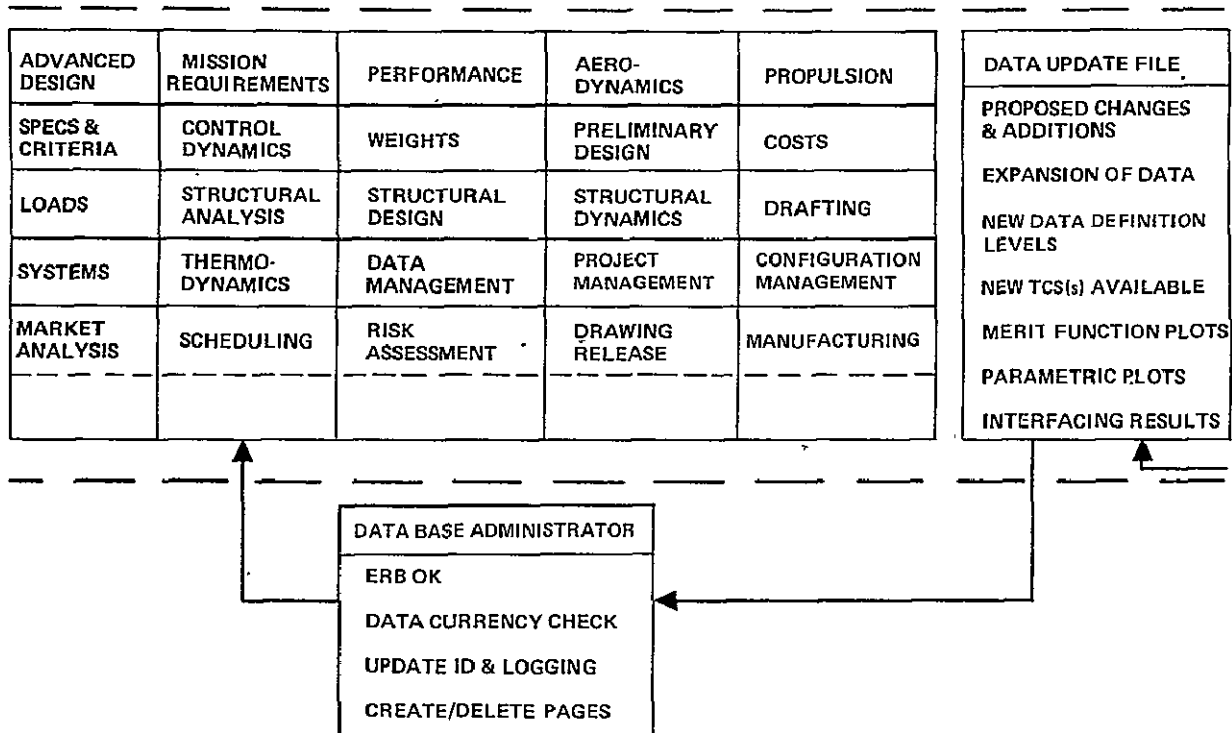 ADVANCED
DESIGN
MISSION
REQUIREMENTS
PERFORMANCE
AERO-
DYNAMICS
PROPULSION
SPECS &
CRITERIA
CONTROL
DYNAMICS
WEIGHTS
PRELIMINARY
DESIGN
COSTS
LOADS
STRUCTURAL
ANALYSIS
STRUCTURAL
DESIGN
STRUCTURAL
DYNAMICS
DRAFTING
SYSTEMS
THERMO-
DYNAMICS
DATA
MANAGEMENT
PROJECT
MANAGEMENT
CONFIGURATION
MANAGEMENT
MARKET
ANALYSIS
SCHEDULING
RISK
ASSESSMENT
DRAWING
RELEASE
MANUFACTURING
DATA UPDATE FILE
PROPOSED CHANGES
& ADDITIONS
EXPANSION OF DATA
NEW DATA DEFINITION
LEVELS
NEW TCS(s) AVAILABLE
MERIT FUNCTION PLOTS
PARAMETRIC PLOTS
INTERFACING RESULTS
DATA BASE ADMINISTRATOR
ERB OK
DATA CURRENCY CHECK
UPDATE ID & LOGGING
CREATE/DELETE PAGES